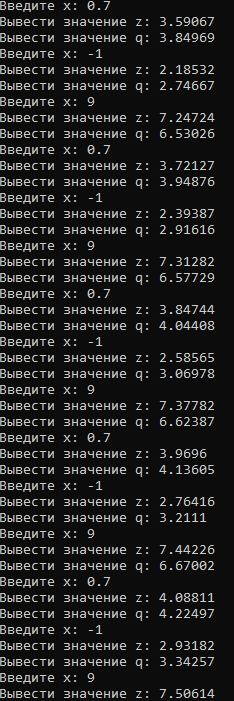 Введите x: 0.7
Вывести значение z: 3.59067
Вывести значение q: 3.84969
Введите x: -1
Вывести значение z: 2.18532
Вывести значение q: 2.74667
Введите x: 9
Вывести значение z: 7.24724
Вывести значение q: 6.53026
Введите x: 0.7
Вывести значение z: 3.72127
Вывести значение q: 3.94876
Введите x: -1
Вывести значение z: 2.39387
Вывести значение q: 2.91616
Введите x: 9
Вывести значение z: 7.31282
Вывести значение q: 6.57729
Введите x: 0.7
Вывести значение z: 3.84744
Вывести значение q: 4.04408
Введите x: -1
Вывести значение z: 2.58565
Вывести значение q: 3.06978
Введите x: 9
Вывести значение z: 7.37782
Вывести значение q: 6.62387
Введите x: 0.7
Вывести значение z: 3.9696
Вывести значение q: 4.13605
Введите x: -1
Вывести значение z: 2.76416
Вывести значение q: 3.2111
Введите x: 9
Вывести значение z: 7.44226
Вывести значение q: 6.67002
Введите x: 0.7
Вывести значение z: 4.08811
Вывести значение q: 4.22497
Введите x: -1
Вывести значение z: 2.93182
Вывести значение q: 3.34257
Введите x: 9
Вывести значение z: 7.50614